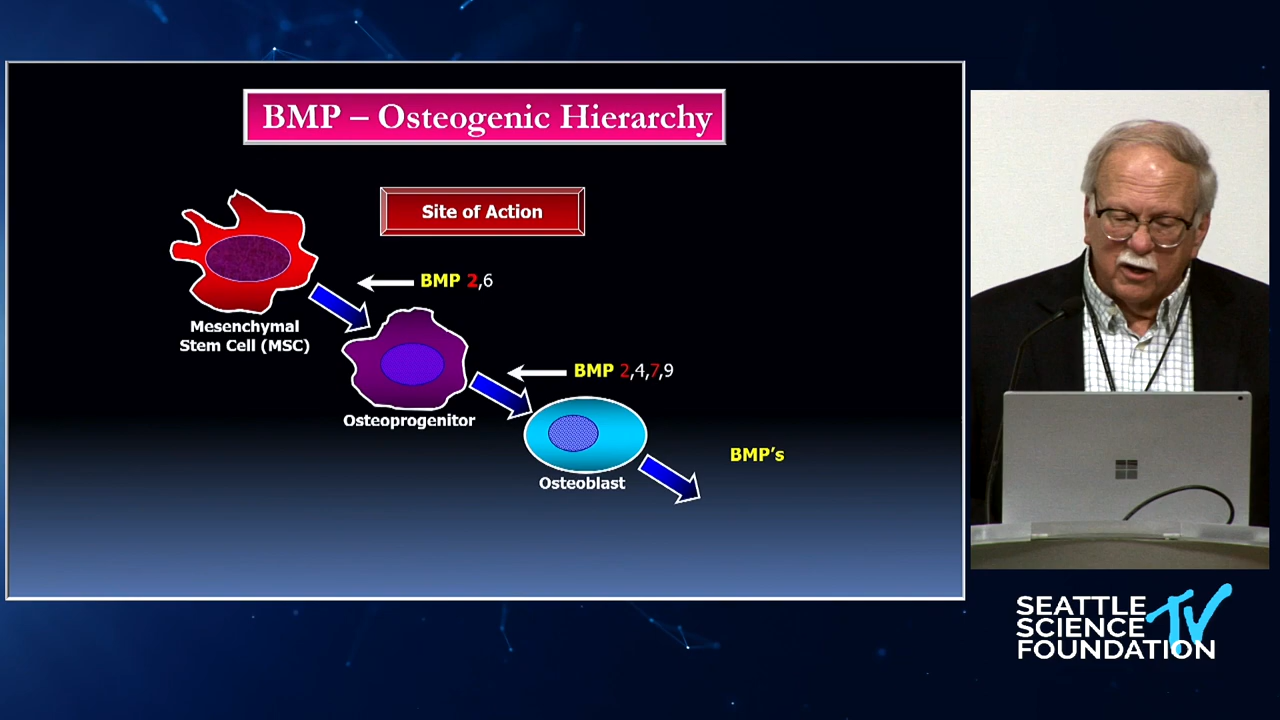 BMP – Osteogenic Hierarchy
Site of Action
BMP 2,6
Mesenchymal
Stem Cell (MSC)
BMP 2,4,7,9
Osteoprogenitor
BMP's
Osteoblast
SEATTLE
SCIENCE TV
FOUNDATION